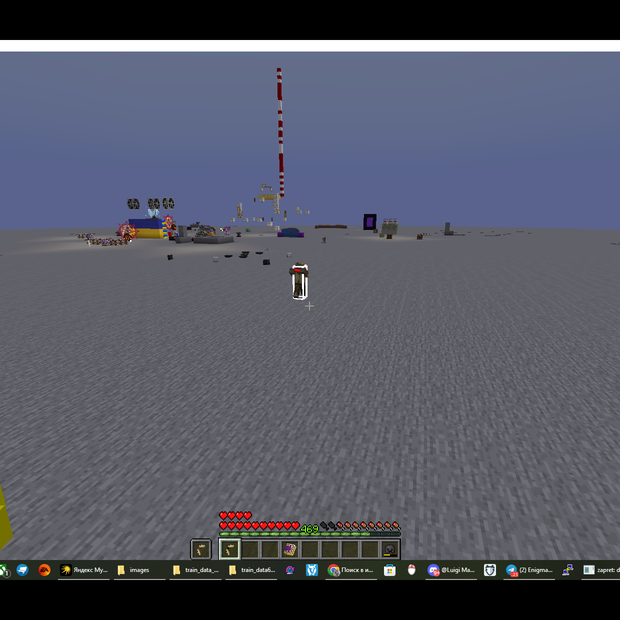 469
Яндекс Му...
images
train_data_...
train_data6...
Поиск в и...
@Luigi Ma...
(2) Enigma...
zapret: d